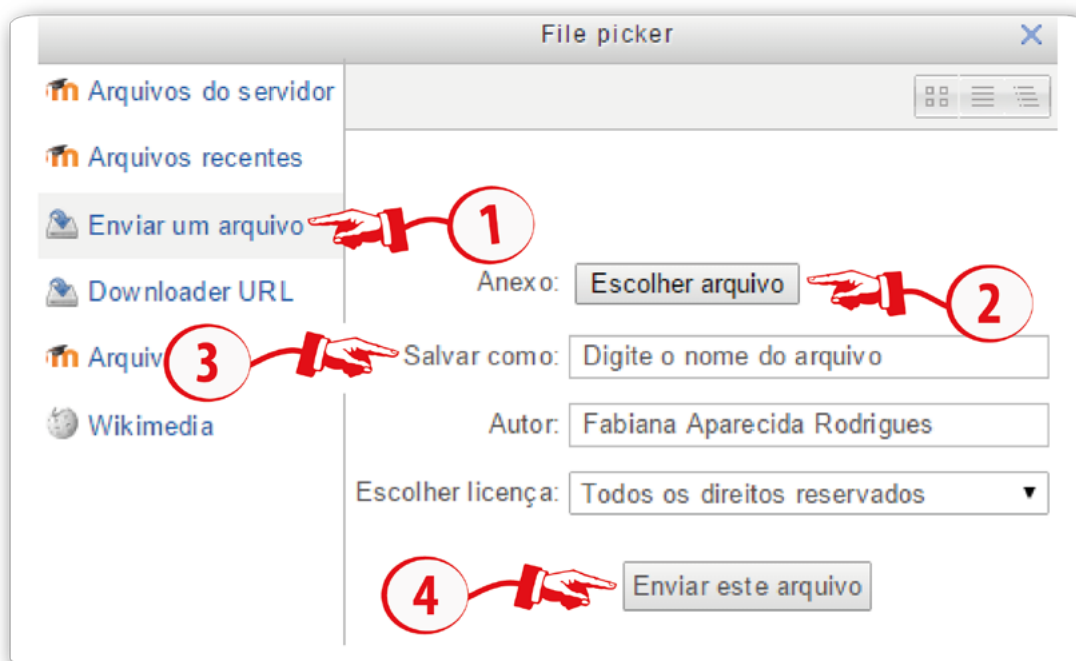 File picker
Arquivos do servidor
Arquivos recentes
Enviar um arquivo
1
Downloader URL
Anexo: Escolher arquivo
2
3
Salvar como: Digite o nome do arquivo
Wikimedia
Autor: Fabiana Aparecida Rodrigues
Escolher licença: Todos os direitos reservados
4
Enviar este arquivo